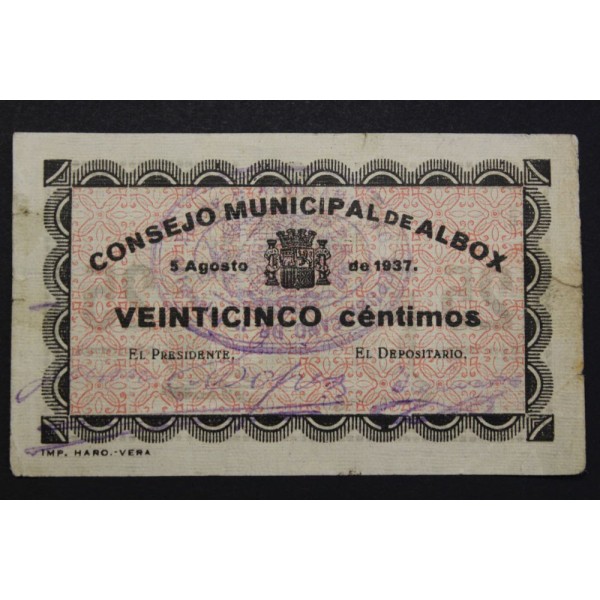 CONSEJO MUNICIPAL DE ALBOX
5 Agosto de 1937.
VEINTICINCO céntimos
EL PRESIDENTE, EL DEPOSITARIO,
IMP. HARO.-VERA